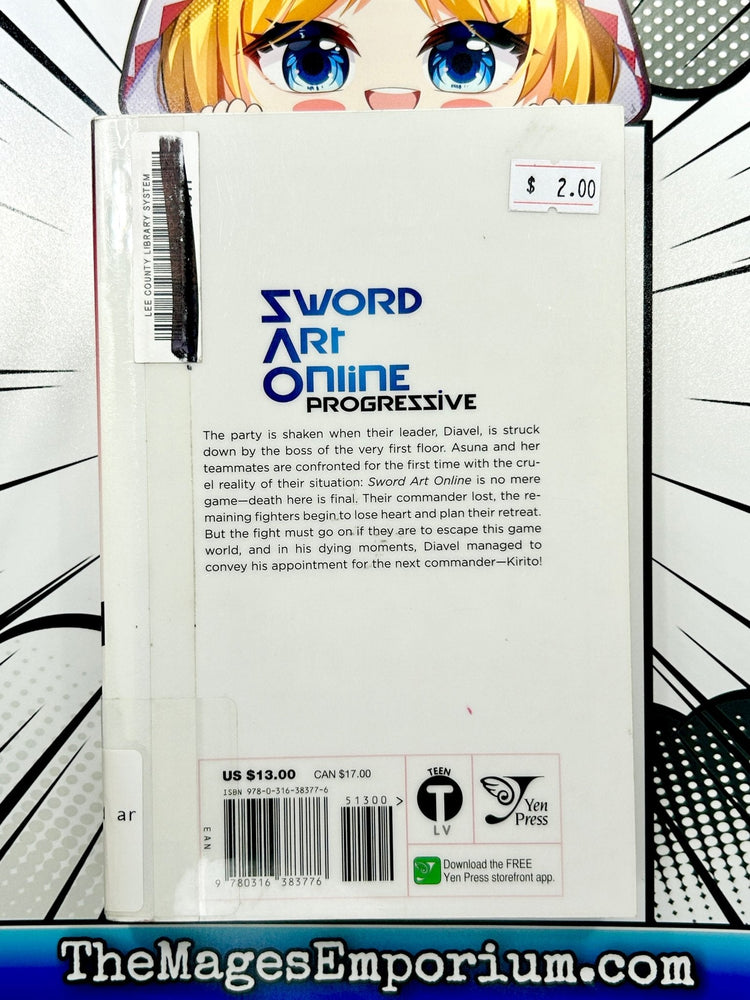 LEE COUNTY LIBRARY SYSTEM
$ 2.00
SWORD
ART
ONLINE
PROGRESSIVE
The party is shaken when their leader, Diavel, is struck
down by the boss of the very first floor. Asuna and her
teammates are confronted for the first time with the cru-
el reality of their situation: Sword Art Online is no mere
game—death here is final. Their commander lost, the re-
maining fighters begin to lose heart and plan their retreat.
But the fight must go on if they are to escape this game
world, and in his dying moments, Diavel managed to
convey his appointment for the next commander—Kirito!
US $13.00 CAN $17.00
ISBN 978-0-316-38377-6
51300 >
EAN
9 780316 383776
TEEN
T
LV
Yen
Press
Download the FREE
Yen Press storefront app.
ar
TheMagesEmporium.com